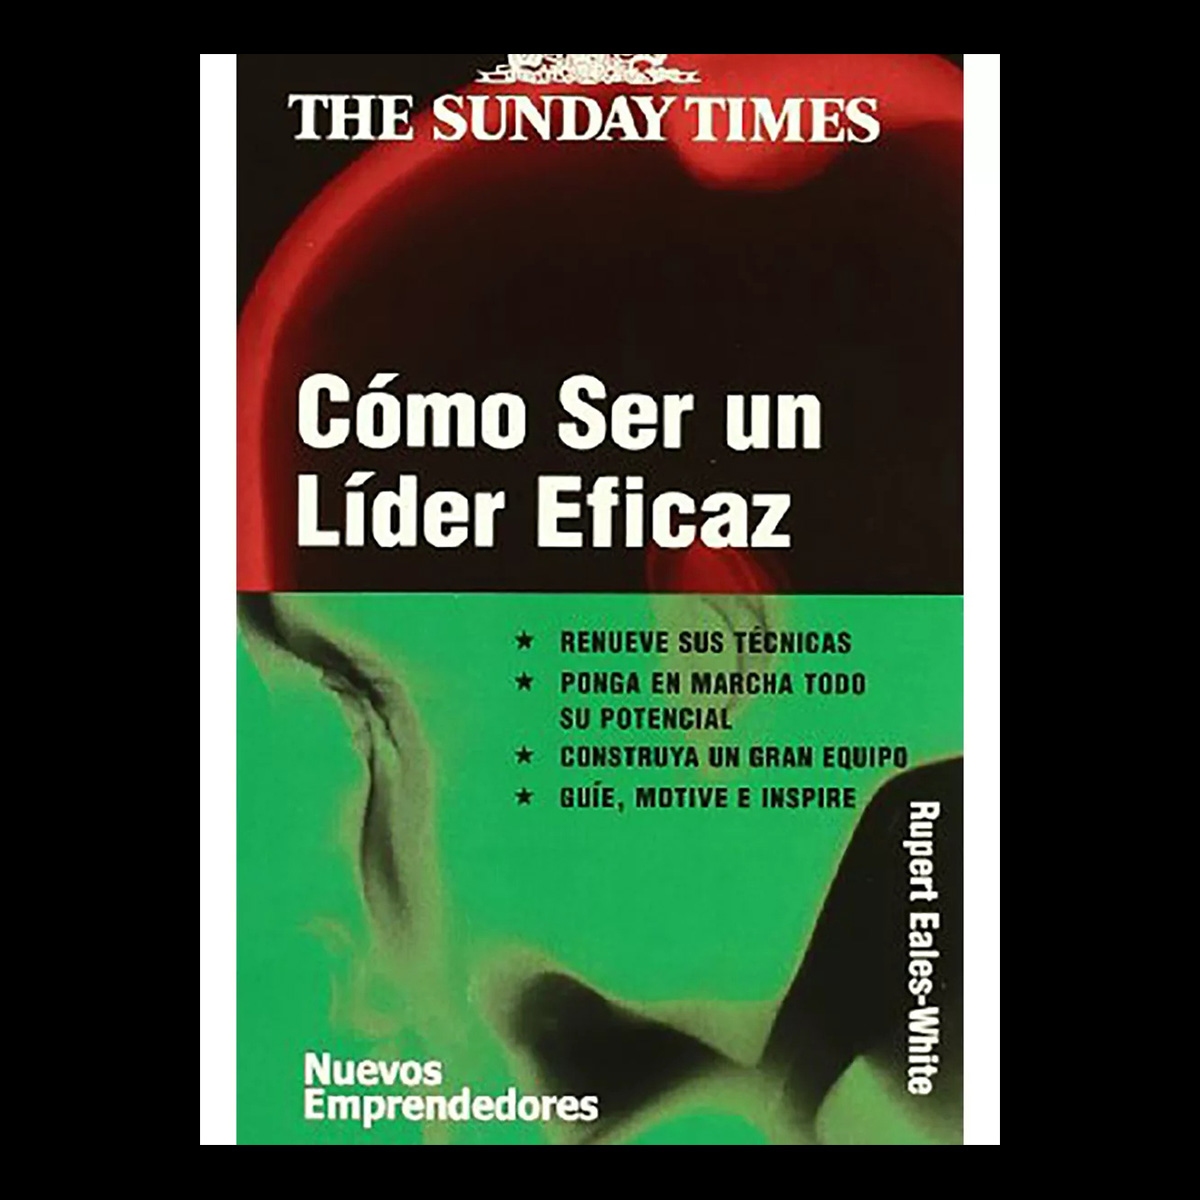 THE SUNDAY TIMES
Cómo Ser un
Líder Eficaz
★ RENUEVE SUS TÉCNICAS
★ PONGA EN MARCHA TODO
SU POTENCIAL
★ CONSTRUYA UN GRAN EQUIPO
★ GUÍE, MOTIVE E INSPIRE
Rupert Eales-White
Nuevos
Emprendedores